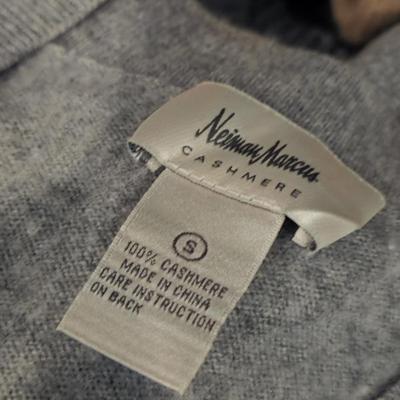 Neiman Marcus
CASHMERE
S
100% CASHMERE
MADE IN CHINA
CARE INSTRUCTION
ON BACK